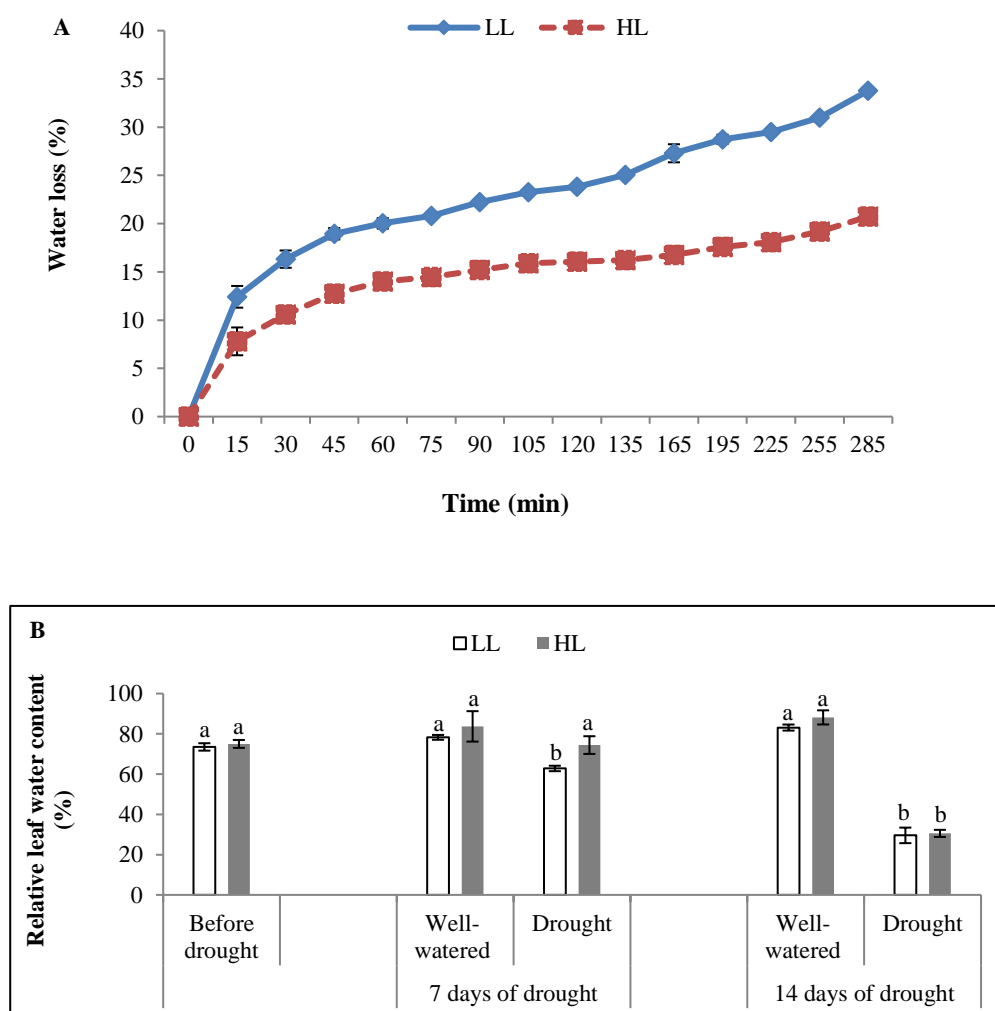 A
LL HL
40
35
30
25
20
15
10
5
0
Water loss (%)
0 15 30 45 60 75 90 105 120 135 165 195 225 255 285
Time (min)
B
LL HL
Relative leaf water content
(%)
100
80
60
40
20
0
a a a a b a a a b b
Before
drought
Well-
watered
Drought
Well-
watered
Drought
7 days of drought
14 days of drought